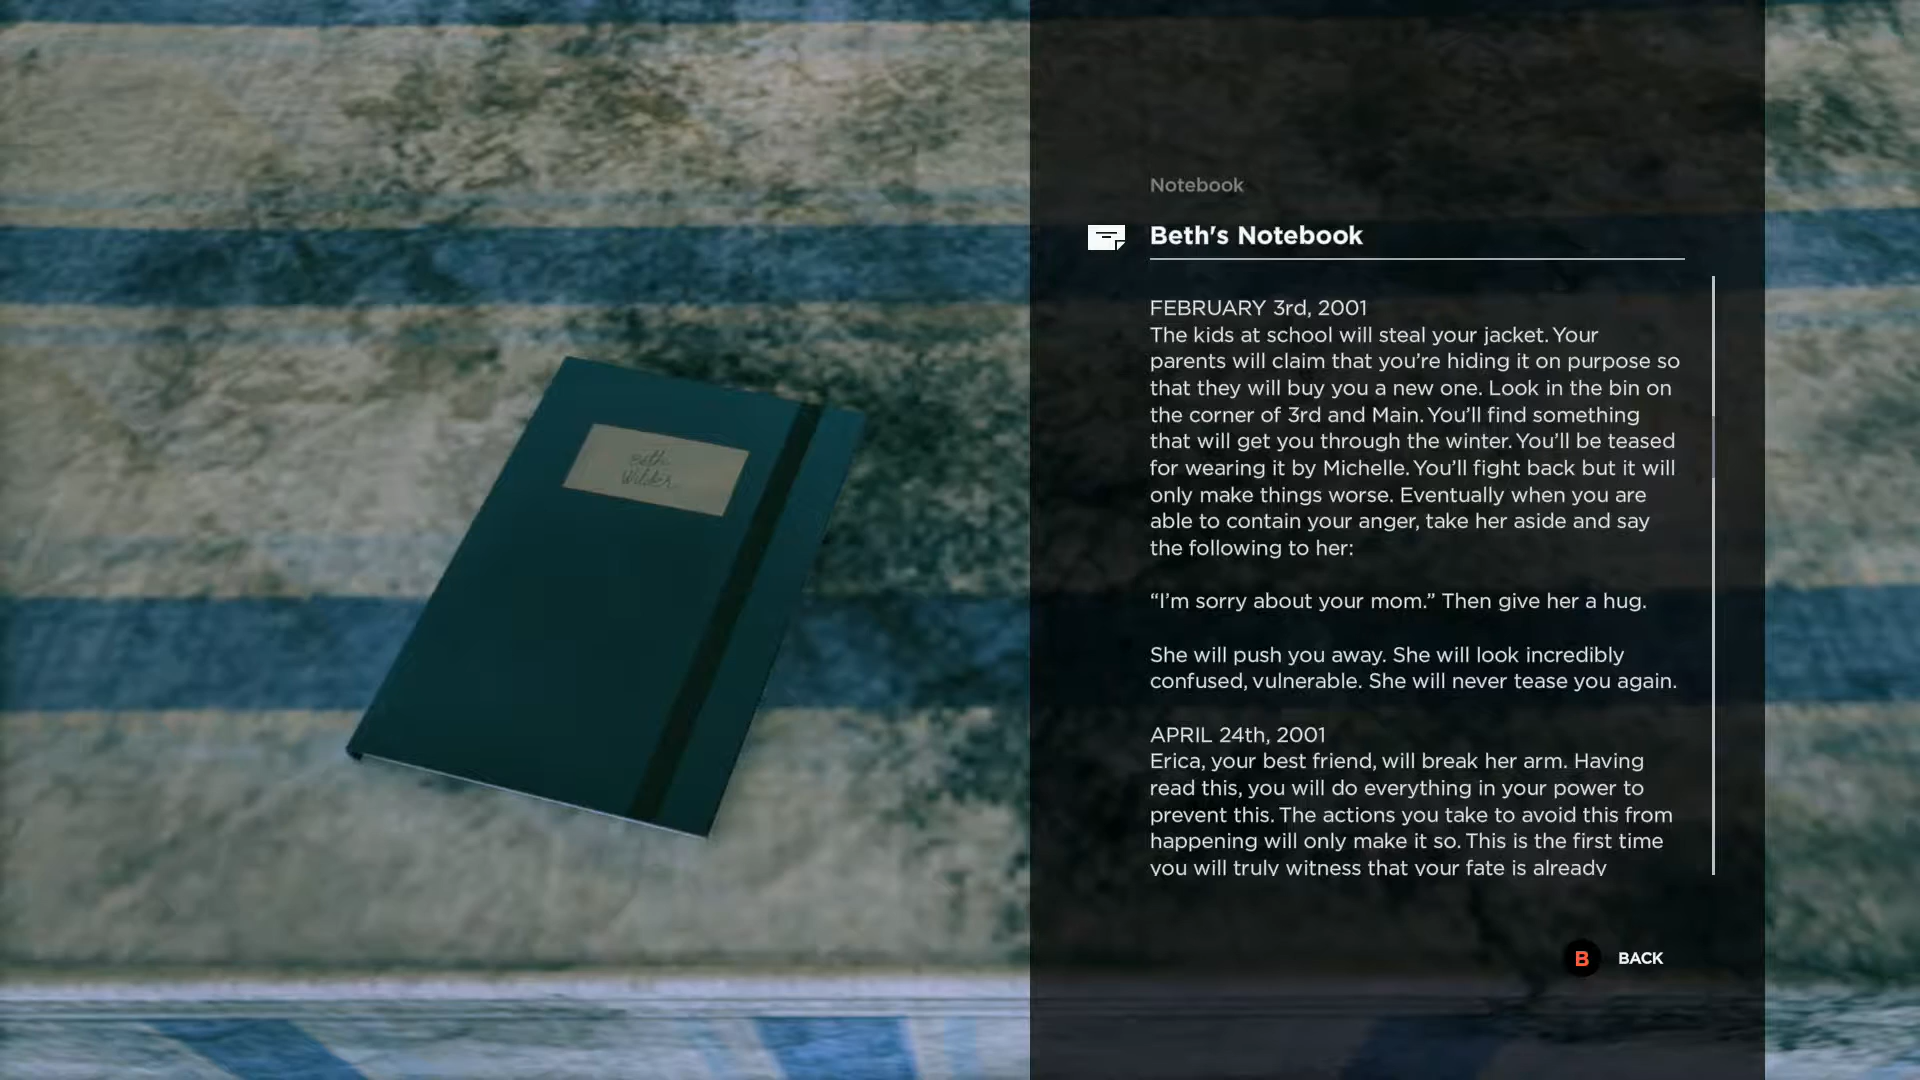 Notebook
Beth's Notebook
FEBRUARY 3rd, 2001
The kids at school will steal your jacket. Your
parents will claim that you’re hiding it on purpose so
that they will buy you a new one. Look in the bin on
the corner of 3rd and Main. You’ll find something
that will get you through the winter. You’ll be teased
for wearing it by Michelle. You’ll fight back but it will
only make things worse. Eventually when you are
able to contain your anger, take her aside and say
the following to her:
“I’m sorry about your mom.” Then give her a hug.
She will push you away. She will look incredibly
confused, vulnerable. She will never tease you again.
APRIL 24th, 2001
Erica, your best friend, will break her arm. Having
read this, you will do everything in your power to
prevent this. The actions you take to avoid this from
happening will only make it so. This is the first time
you will truly witness that your fate is already
Beth
Wilder
B BACK